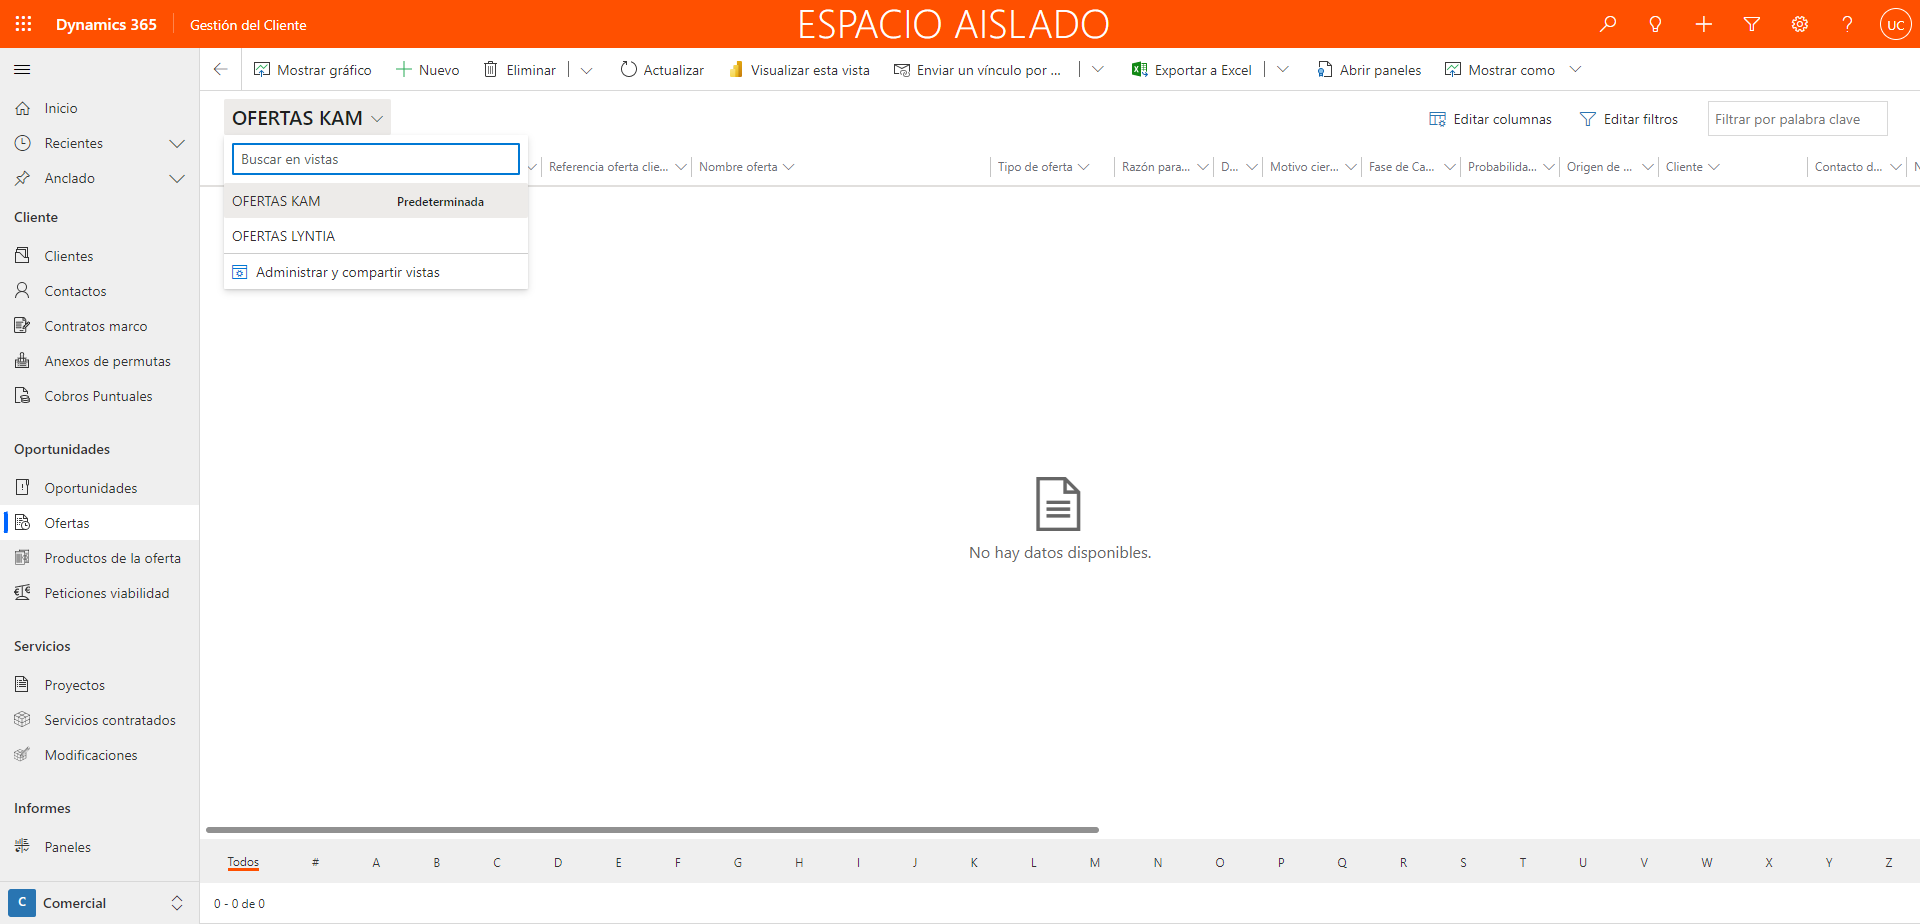 Dynamics 365
Gestión del Cliente
ESPACIO AISLADO
UC
Mostrar gráfico
Nuevo
Eliminar
Actualizar
Visualizar esta vista
Enviar un vínculo por ...
Exportar a Excel
Abrir paneles
Mostrar como
Inicio
Recientes
Anclado
Cliente
Clientes
Contactos
Contratos marco
Anexos de permutas
Cobros Puntuales
Oportunidades
Oportunidades
Ofertas
Productos de la oferta
Peticiones viabilidad
Servicios
Proyectos
Servicios contratados
Modificaciones
Informes
Paneles
C
Comercial
OFERTAS KAM
Editar columnas
Editar filtros
Filtrar por palabra clave
Buscar en vistas
OFERTAS KAM Predeterminada
OFERTAS LYNTIA
Administrar y compartir vistas
Referencia oferta clie...
Nombre oferta
Tipo de oferta
Razón para...
D...
Motivo cier...
Fase de Ca...
Probabilida...
Origen de ...
Cliente
Contacto d...
No hay datos disponibles.
Todos # A B C D E F G H I J K L M N O P Q R S T U V W X Y Z
0 - 0 de 0